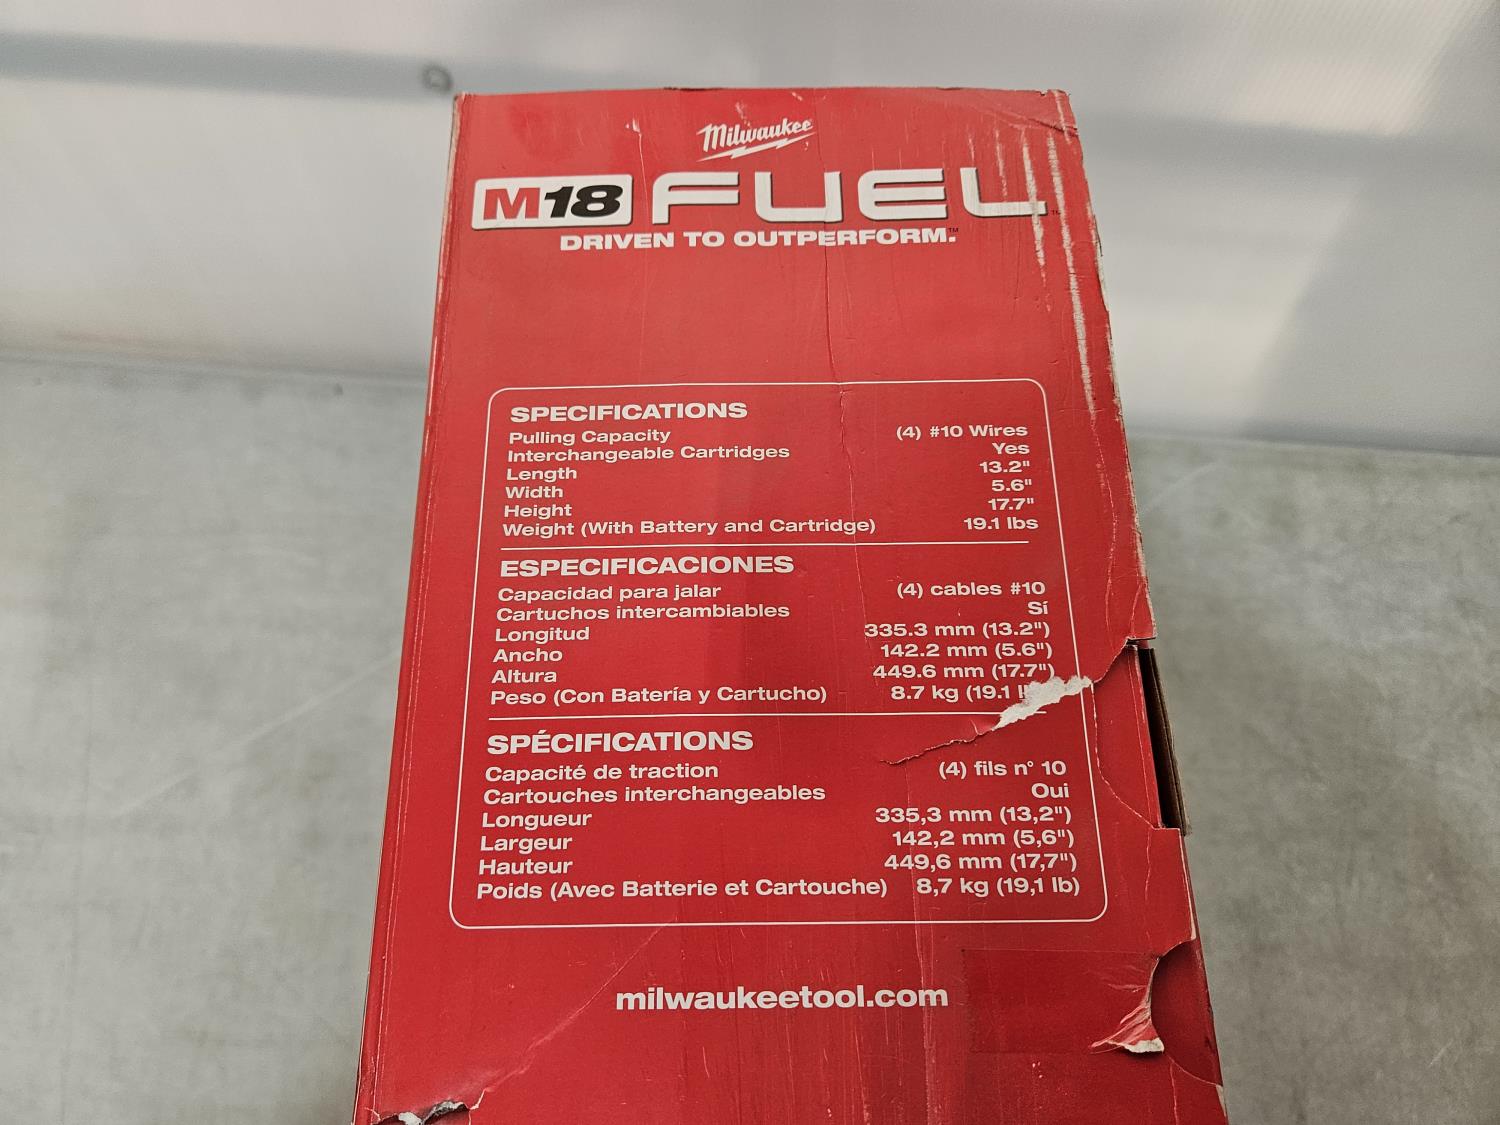 Milwaukee
M18 FUEL™
DRIVEN TO OUTPERFORM.™
SPECIFICATIONS
Pulling Capacity (4) #10 Wires
Interchangeable Cartridges Yes
Length 13.2"
Width 5.6"
Height 17.7"
Weight (With Battery and Cartridge) 19.1 lbs
ESPECIFICACIONES
Capacidad para jalar (4) cables #10
Cartuchos intercambiables Sí
Longitud 335.3 mm (13.2")
Ancho 142.2 mm (5.6")
Altura 449.6 mm (17.7")
Peso (Con Batería y Cartucho) 8.7 kg (19.1
SPÉCIFICATIONS
Capacité de traction (4) fils n° 10
Cartouches interchangeables Oui
Longueur 335,3 mm (13,2")
Largeur 142,2 mm (5,6")
Hauteur 449,6 mm (17,7")
Poids (Avec Batterie et Cartouche) 8,7 kg (19,1 lb)
milwaukeetool.com